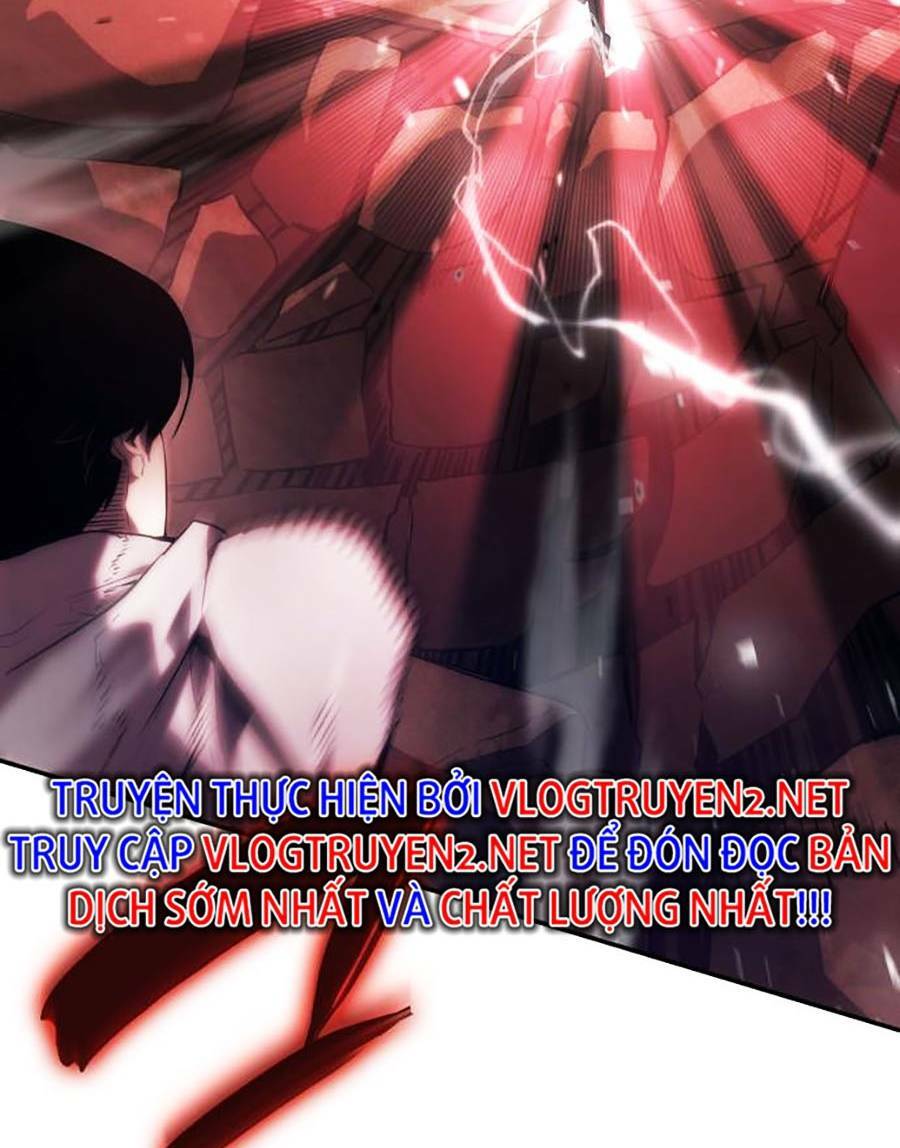 TRUYỆN THỰC HIỆN BỞI VLOGTRUYEN2.NET
TRUY CẬP VLOGTRUYEN2.NET ĐỂ ĐÓN ĐỌC BẢN
DỊCH SỚM NHẤT VÀ CHẤT LƯỢNG NHẤT!!!